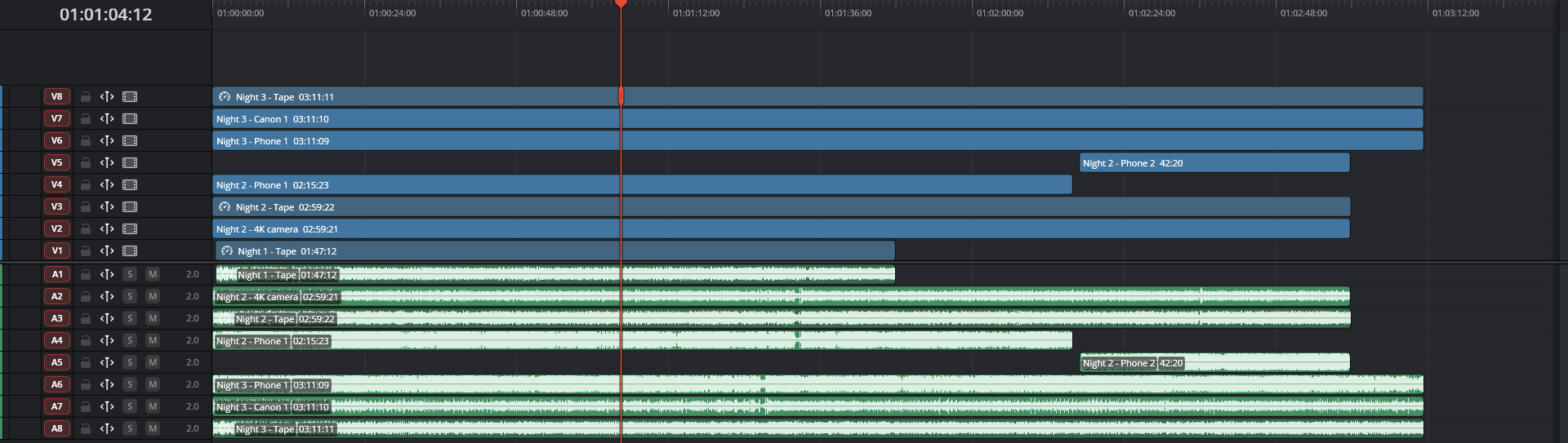 01:01:04:12
01:00:00:00 01:00:24:00 01:00:48:00 01:01:12:00 01:01:36:00 01:02:00:00 01:02:24:00 01:02:48:00 01:03:12:00
V8 Night 3 - Tape 03:11:11
V7 Night 3 - Canon 1 03:11:10
V6 Night 3 - Phone 1 03:11:09
V5 Night 2 - Phone 2 42:20
V4 Night 2 - Phone 1 02:15:23
V3 Night 2 - Tape 02:59:22
V2 Night 2 - 4K camera 02:59:21
V1 Night 1 - Tape 01:47:12
A1 S M 2.0 Night 1 - Tape 01:47:12
A2 S M 2.0 Night 2 - 4K camera 02:59:21
A3 S M 2.0 Night 2 - Tape 02:59:22
A4 S M 2.0 Night 2 - Phone 1 02:15:23
A5 S M 2.0 Night 2 - Phone 2 42:20
A6 S M 2.0 Night 3 - Phone 1 03:11:09
A7 S M 2.0 Night 3 - Canon 1 03:11:10
A8 S M 2.0 Night 3 - Tape 03:11:11